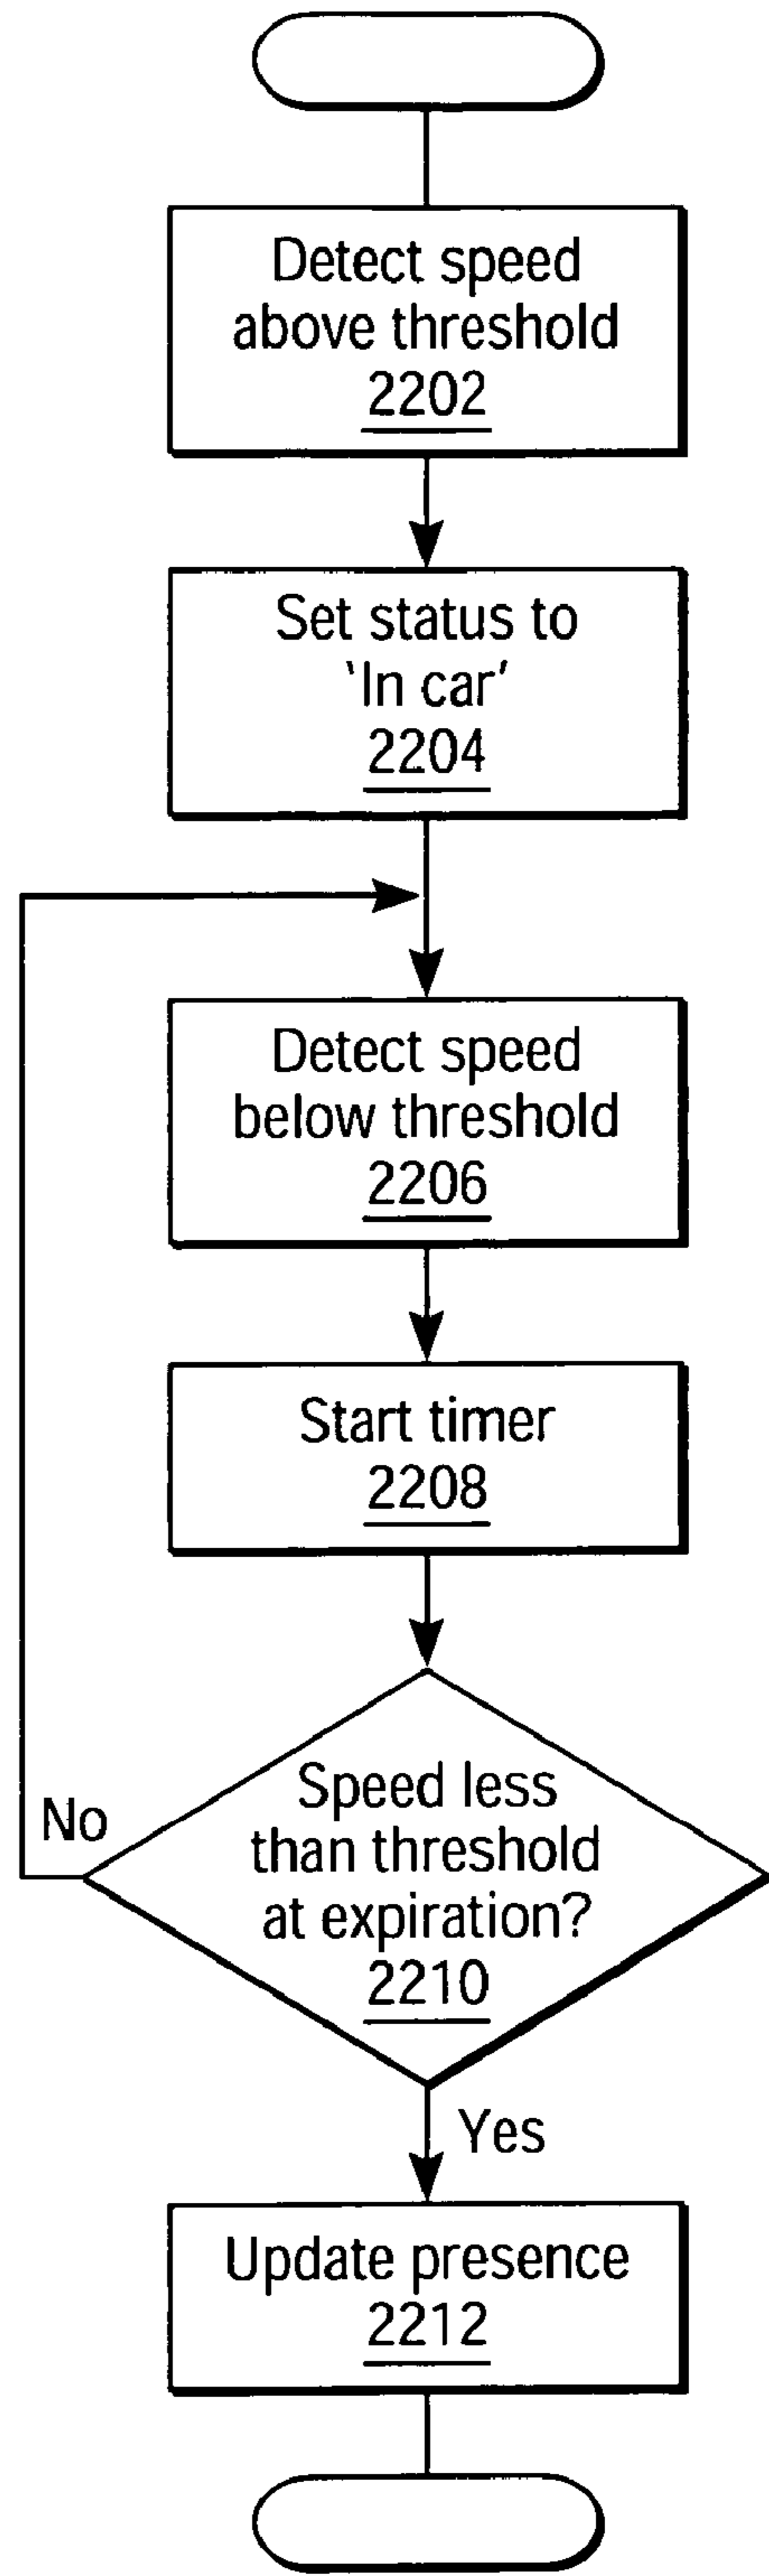 Detect speed
above threshold
2202
Set status to
'In car'
2204
Detect speed
below threshold
2206
Start timer
2208
Speed less
than threshold
at expiration?
2210
No
Yes
Update presence
2212